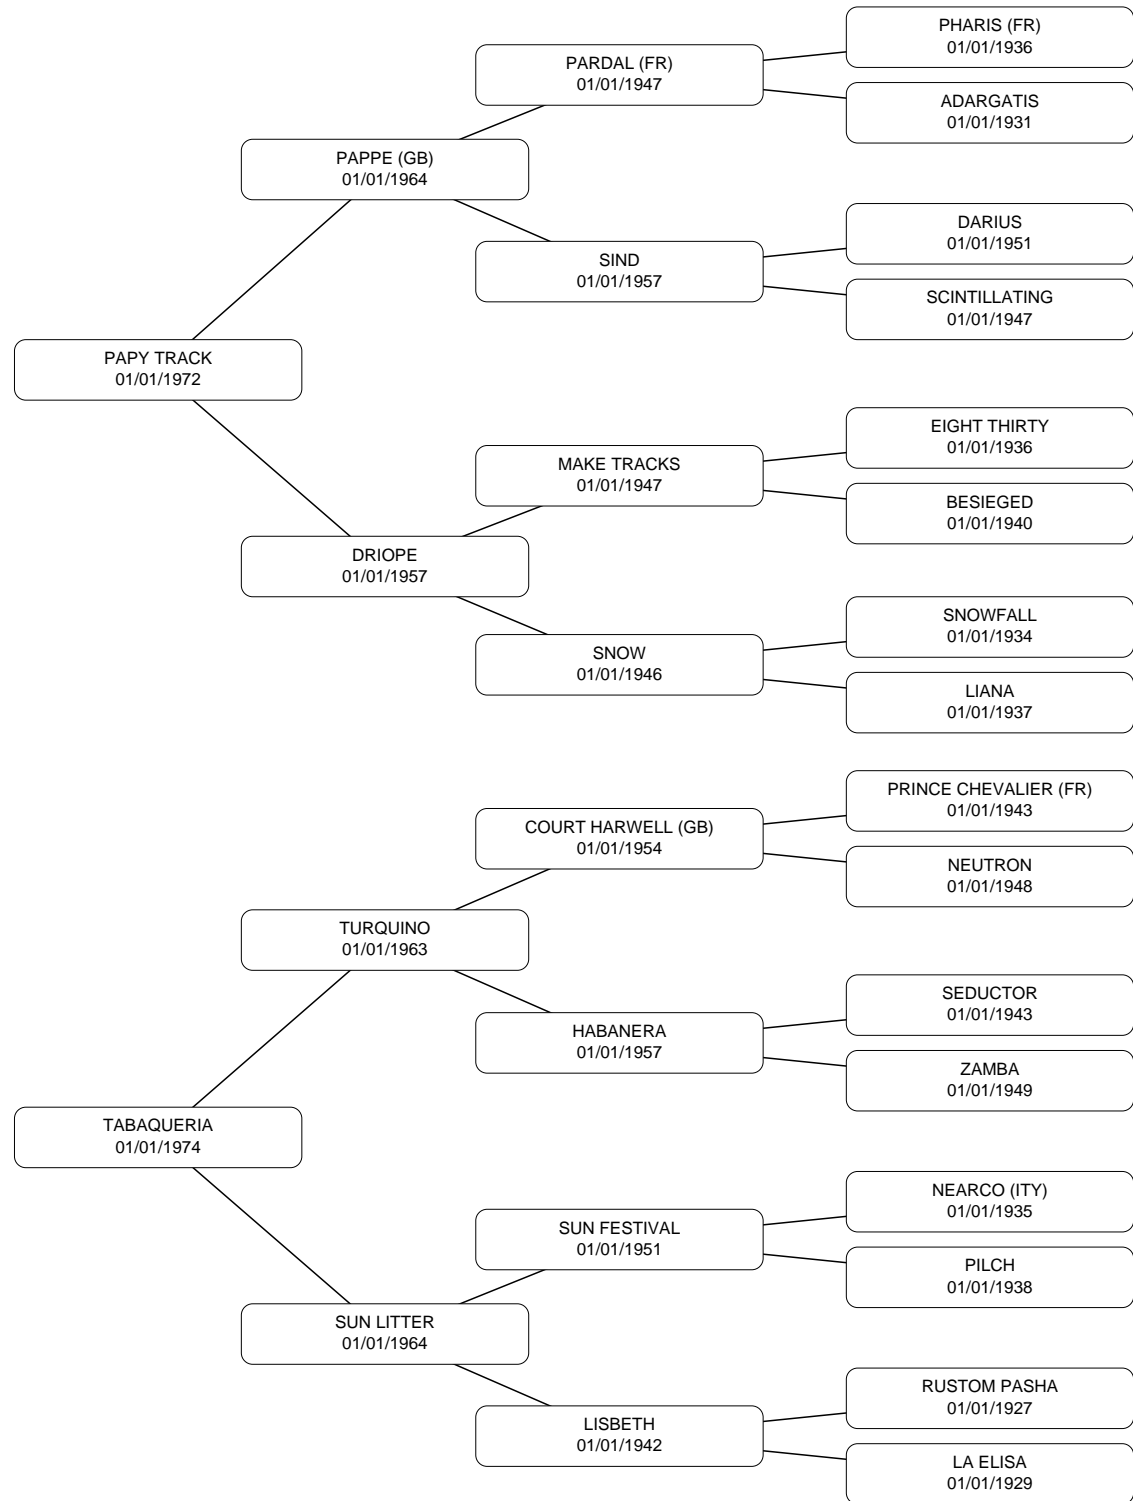 PHARIS (FR)
01/01/1936
PARDAL (FR)
01/01/1947
ADARGATIS
01/01/1931
PAPPE (GB)
01/01/1964
DARIUS
01/01/1951
SIND
01/01/1957
SCINTILLATING
01/01/1947
PAPY TRACK
01/01/1972
EIGHT THIRTY
01/01/1936
MAKE TRACKS
01/01/1947
BESIEGED
01/01/1940
DRIOPE
01/01/1957
SNOWFALL
01/01/1934
SNOW
01/01/1946
LIANA
01/01/1937
PRINCE CHEVALIER (FR)
01/01/1943
COURT HARWELL (GB)
01/01/1954
NEUTRON
01/01/1948
TURQUINO
01/01/1963
SEDUCTOR
01/01/1943
HABANERA
01/01/1957
ZAMBA
01/01/1949
TABAQUERIA
01/01/1974
NEARCO (ITY)
01/01/1935
SUN FESTIVAL
01/01/1951
PILCH
01/01/1938
SUN LITTER
01/01/1964
RUSTOM PASHA
01/01/1927
LISBETH
01/01/1942
LA ELISA
01/01/1929